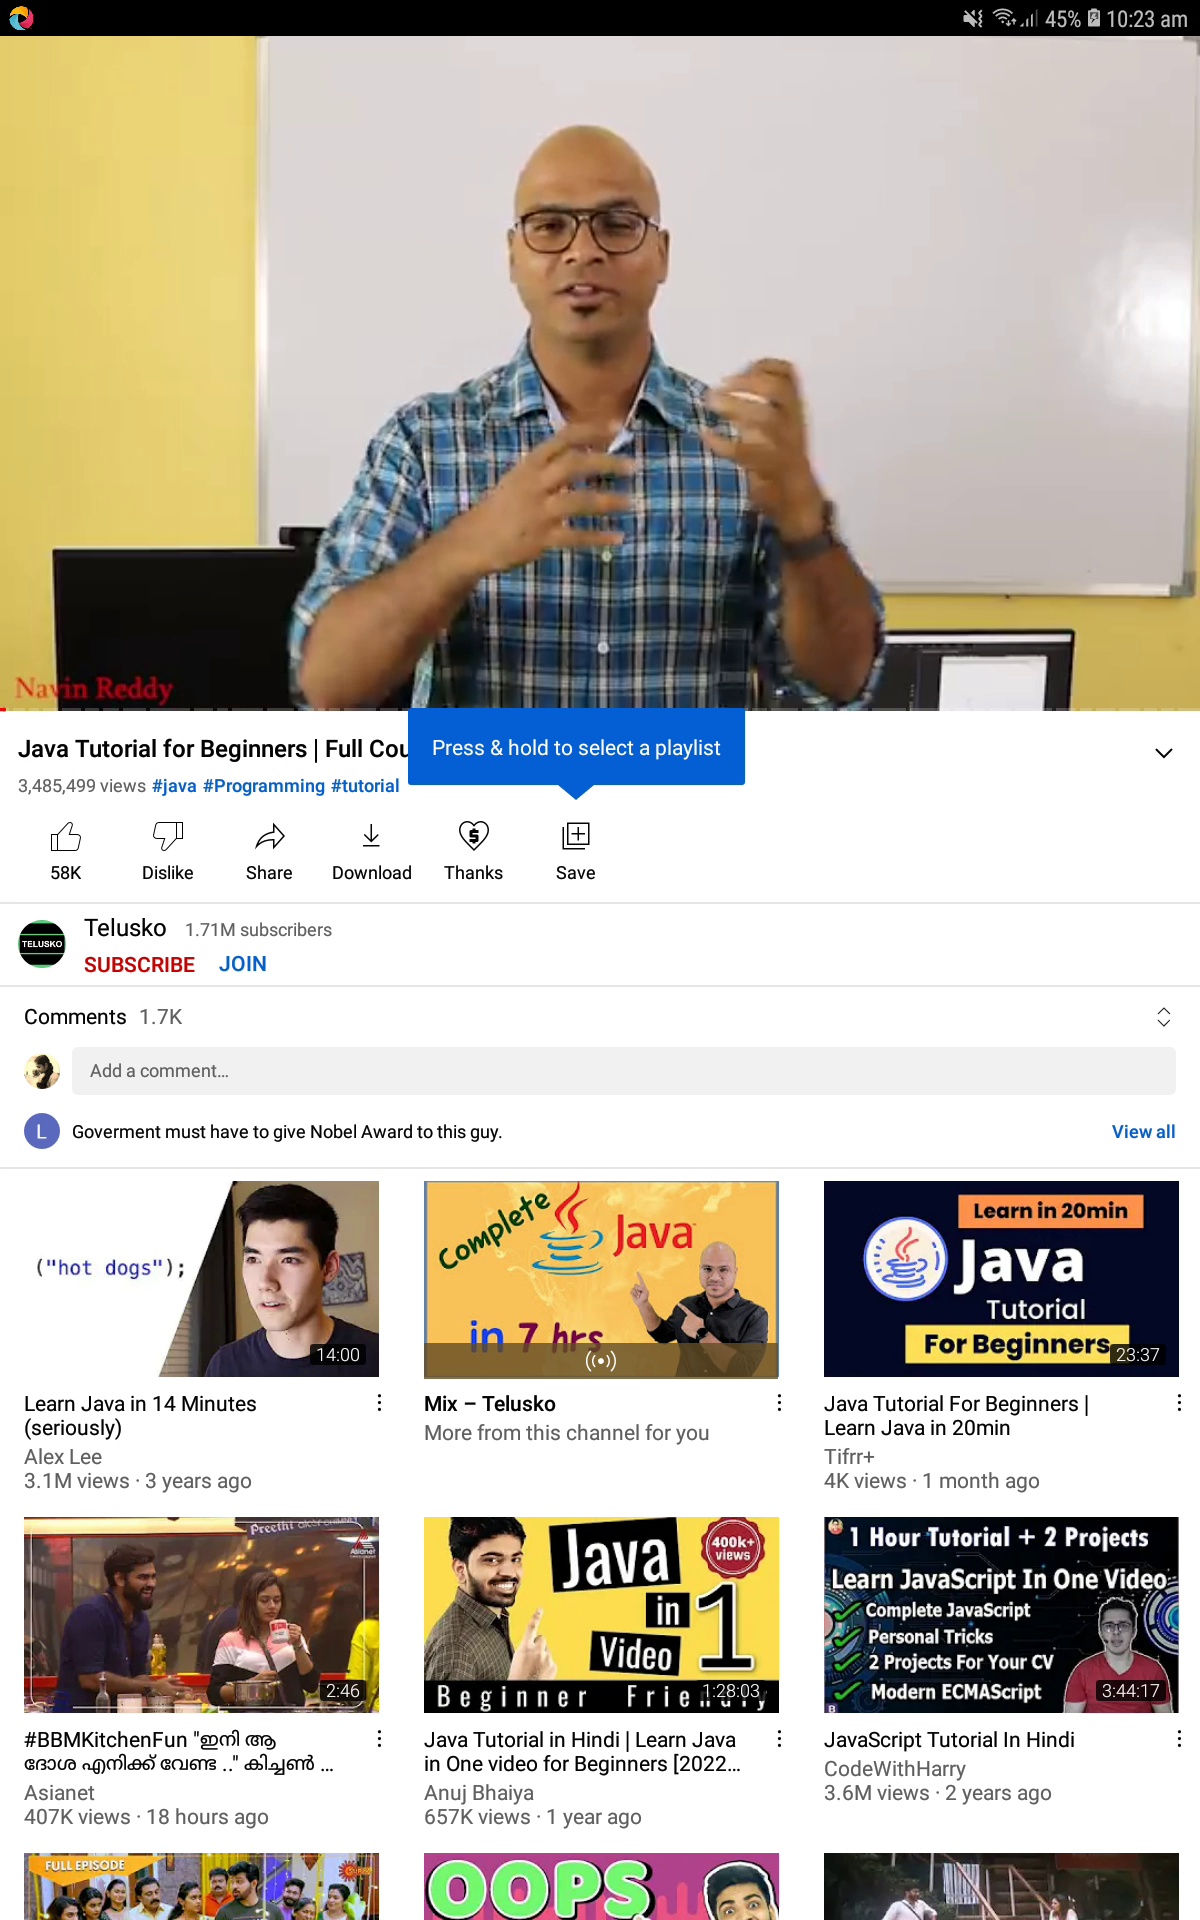 45% 10:23 am
Navin Reddy
Java Tutorial for Beginners | Full Cou
Press & hold to select a playlist
3,485,499 views #java #Programming #tutorial
58K Dislike Share Download Thanks Save
TELUSKO
Telusko 1.71M subscribers
SUBSCRIBE JOIN
Comments 1.7K
Add a comment...
L Goverment must have to give Nobel Award to this guy. View all
("hot dogs");
14:00
Complete Java
in 7 hrs
Learn in 20min
Java
Tutorial
For Beginners
23:37
Learn Java in 14 Minutes
(seriously)
Alex Lee
3.1M views · 3 years ago
Mix – Telusko
More from this channel for you
Java Tutorial For Beginners |
Learn Java in 20min
Tifrr+
4K views · 1 month ago
Preethi
Asianet
2:46
Java
in 1
Video
400k+
views
Beginner
1:28:03
1 Hour Tutorial + 2 Projects
Learn JavaScript In One Video
Complete JavaScript
Personal Tricks
2 Projects For Your CV
Modern ECMAScript
3:44:17
#BBMKitchenFun "ഇനി ആ
ദോശ എനിക്ക് വേണ്ട .." കിച്ചൺ ...
Asianet
407K views · 18 hours ago
Java Tutorial in Hindi | Learn Java
in One video for Beginners [2022...
Anuj Bhaiya
657K views · 1 year ago
JavaScript Tutorial In Hindi
CodeWithHarry
3.6M views · 2 years ago
FULL EPISODE
OOPS